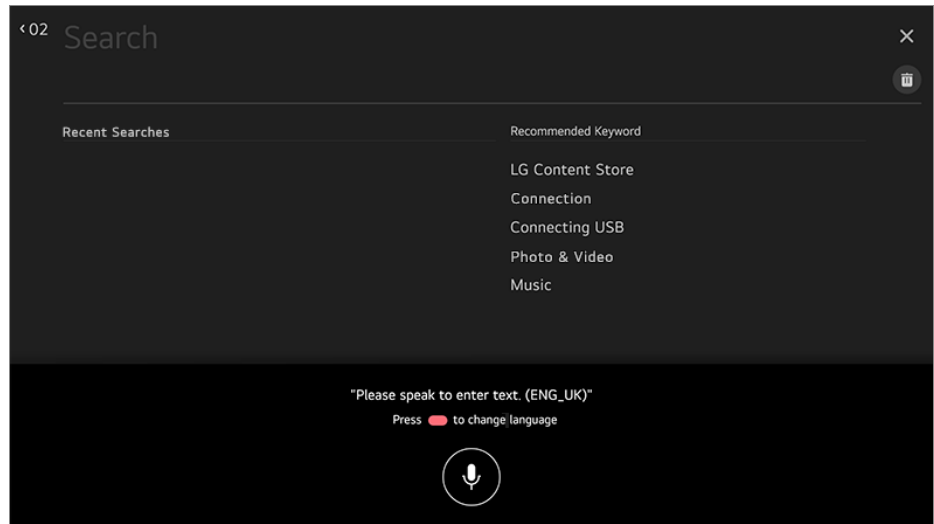 ‹ 02
Search
Recent Searches
Recommended Keyword
LG Content Store
Connection
Connecting USB
Photo & Video
Music
"Please speak to enter text. (ENG_UK)"
Press to change language